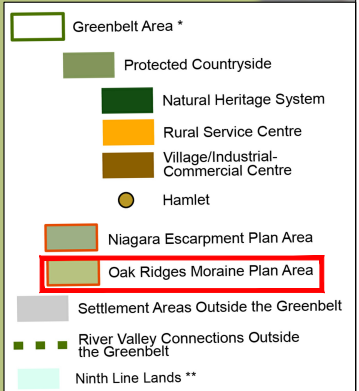 Greenbelt Area *
Protected Countryside
Natural Heritage System
Rural Service Centre
Village/Industrial-
Commercial Centre
Hamlet
Niagara Escarpment Plan Area
Oak Ridges Moraine Plan Area
Settlement Areas Outside the Greenbelt
River Valley Connections Outside
the Greenbelt
Ninth Line Lands **